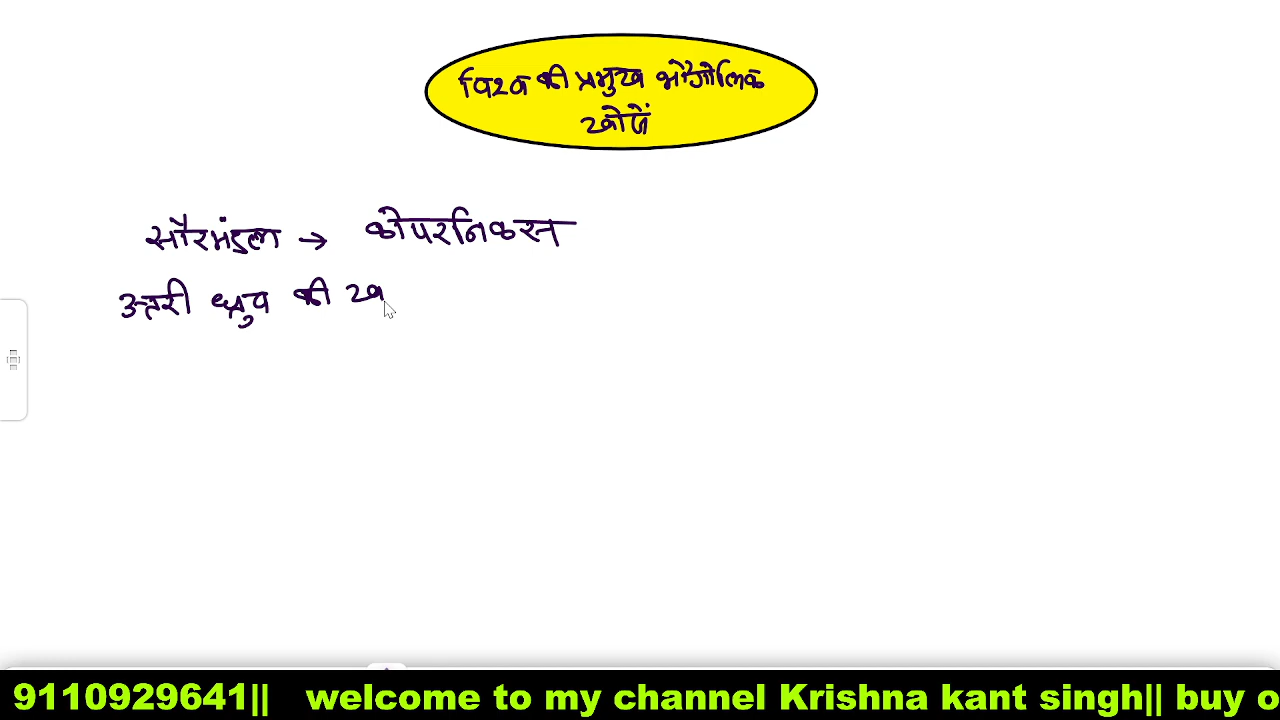 विश्व की प्रमुख भौगोलिक
खोजें
सौरमंडल → कोपरनिकस
उत्तरी ध्रुव की ख
9110929641|| welcome to my channel Krishna kant singh|| buy o